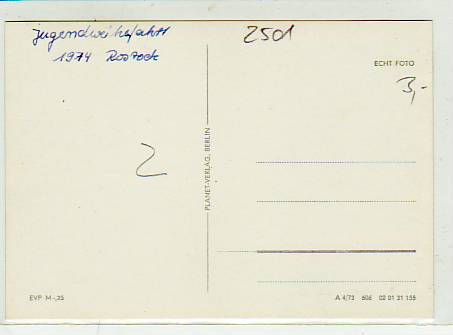 Jugendweihefahrt
1974 Rostock
2501
ECHT FOTO
3,-
2
PLANET-VERLAG, BERLIN
EVP M -,25
A 4/73 606 02 01 31 155